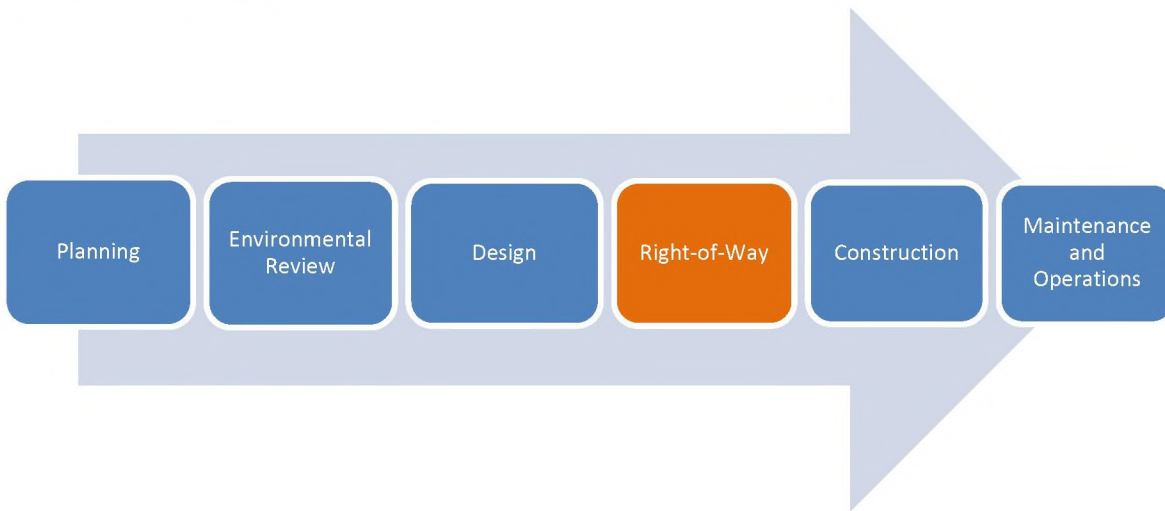 Planning
Environmental
Review
Design
Right-of-Way
Construction
Maintenance
and
Operations